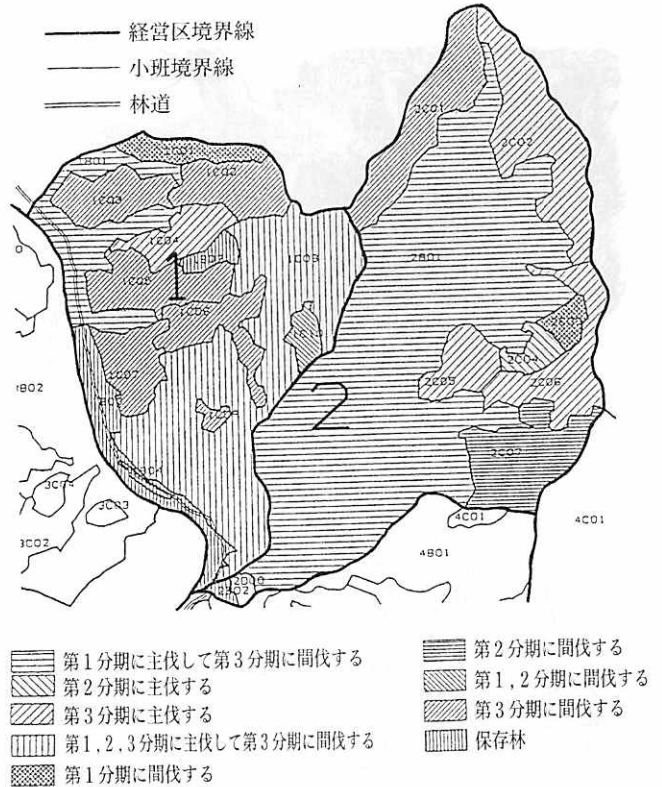 経営区境界線
小班境界線
林道
2C01
2C02
1C01
1B01
1C02
1C03
1C04
1B02
1C08
2B01
1
1C05
1C06
2C04
1C07
2C05
2C06
2
2C07
3C04
3C03
3C02
4C01
4C01
4B01
第1分期に主伐して第3分期に間伐する
第2分期に主伐する
第3分期に主伐する
第1,2,3分期に主伐して第3分期に間伐する
第1分期に間伐する
第2分期に間伐する
第1,2分期に間伐する
第3分期に間伐する
保存林